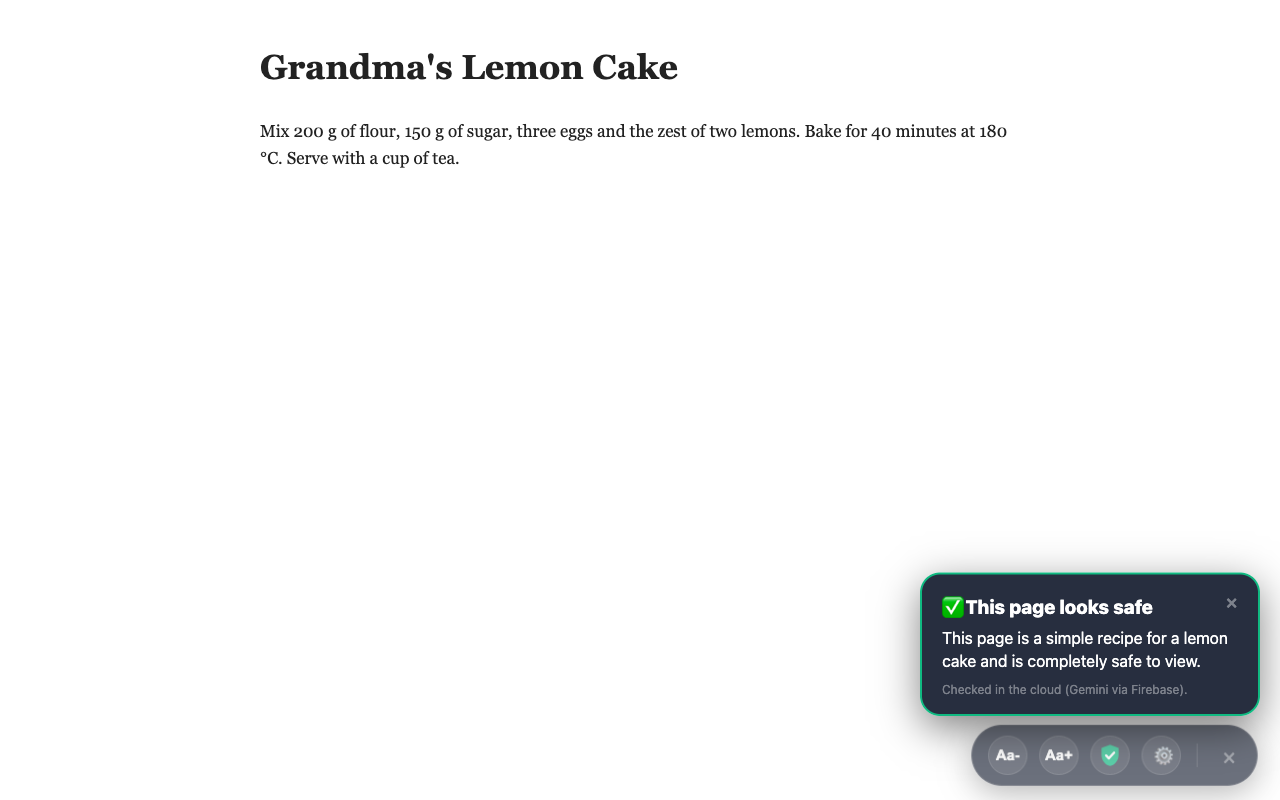 Grandma's Lemon Cake
Mix 200 g of flour, 150 g of sugar, three eggs and the zest of two lemons. Bake for 40 minutes at 180
°C. Serve with a cup of tea.
✅This page looks safe ×
This page is a simple recipe for a lemon
cake and is completely safe to view.
Checked in the cloud (Gemini via Firebase).
Aa- Aa+ ×